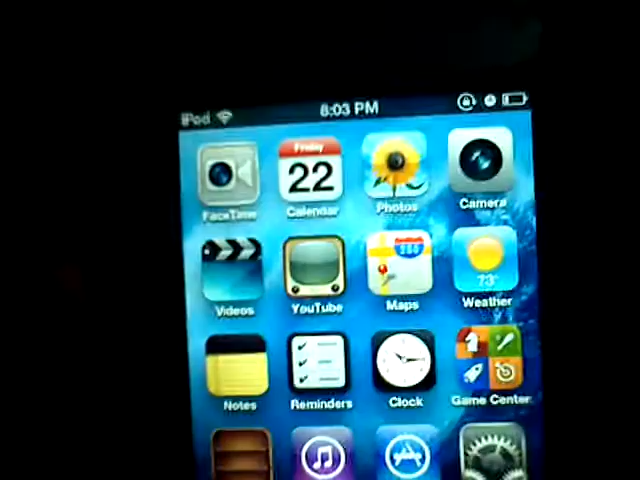 iPod 8:03 PM
Friday
22
FaceTime Calendar Photos Camera
280
73°
Videos YouTube Maps Weather
Notes Reminders Clock Game Center